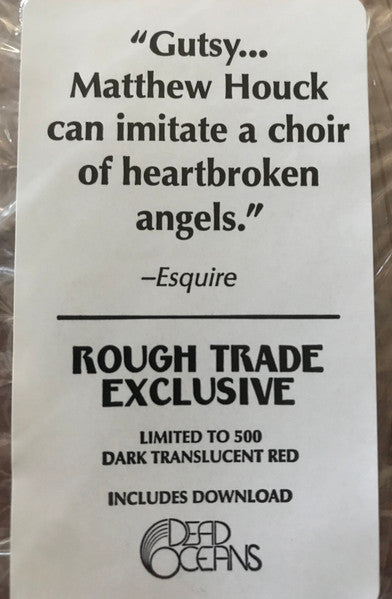 “Gutsy...
Matthew Houck
can imitate a choir
of heartbroken
angels.”
–Esquire
ROUGH TRADE
EXCLUSIVE
LIMITED TO 500
DARK TRANSLUCENT RED
INCLUDES DOWNLOAD
DEAD
OCEANS